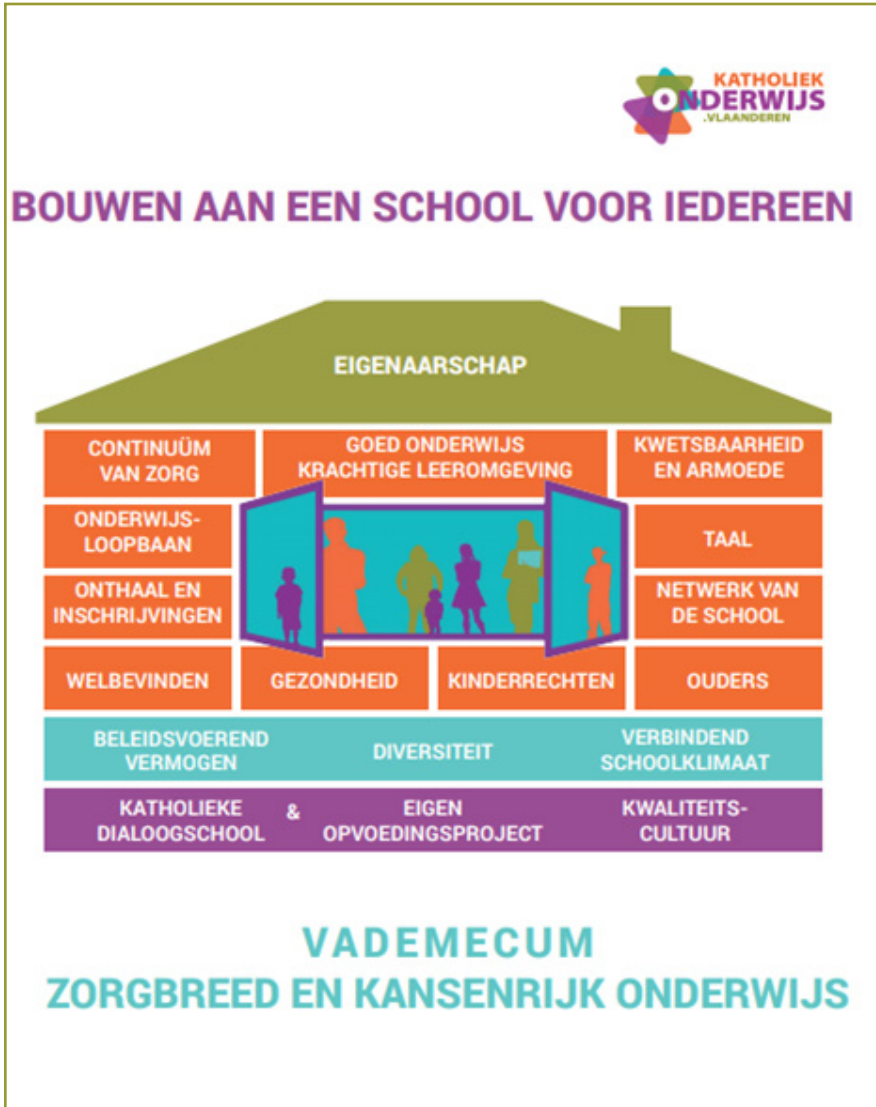 KATHOLIEK
ONDERWIJS
.VLAANDEREN
BOUWEN AAN EEN SCHOOL VOOR IEDEREEN
EIGENAARSCHAP
CONTINUÜM
VAN ZORG
GOED ONDERWIJS
KRACHTIGE LEEROMGEVING
KWETSBAARHEID
EN ARMOEDE
ONDERWIJS-
LOOPBAAN
TAAL
ONTHAAL EN
INSCHRIJVINGEN
NETWERK VAN
DE SCHOOL
WELBEVINDEN
GEZONDHEID
KINDERRECHTEN
OUDERS
BELEIDSVOEREND
VERMOGEN
DIVERSITEIT
VERBINDEND
SCHOOLKLIMAAT
KATHOLIEKE
DIALOOGSCHOOL
&
EIGEN
OPVOEDINGSPROJECT
KWALITEITS-
CULTUUR
VADEMECUM
ZORGBREED EN KANSENRIJK ONDERWIJS